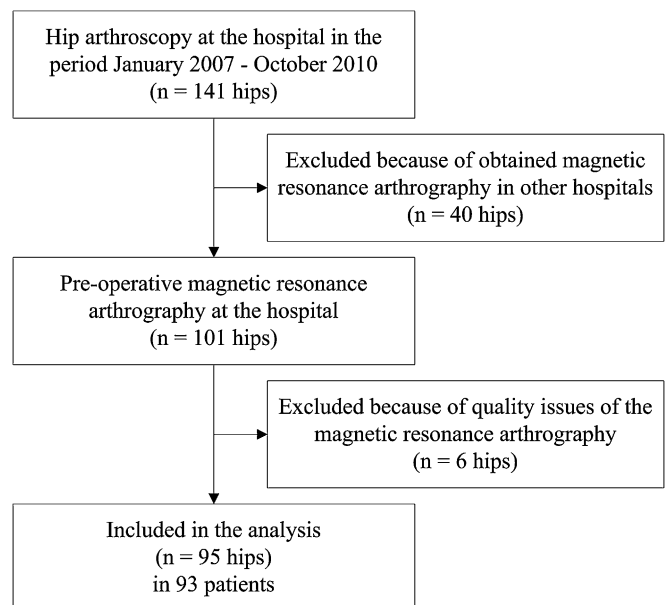 Hip arthroscopy at the hospital in the
period January 2007 - October 2010
(n = 141 hips)
Excluded because of obtained magnetic
resonance arthrography in other hospitals
(n = 40 hips)
Pre-operative magnetic resonance
arthrography at the hospital
(n = 101 hips)
Excluded because of quality issues of the
magnetic resonance arthrography
(n = 6 hips)
Included in the analysis
(n = 95 hips)
in 93 patients